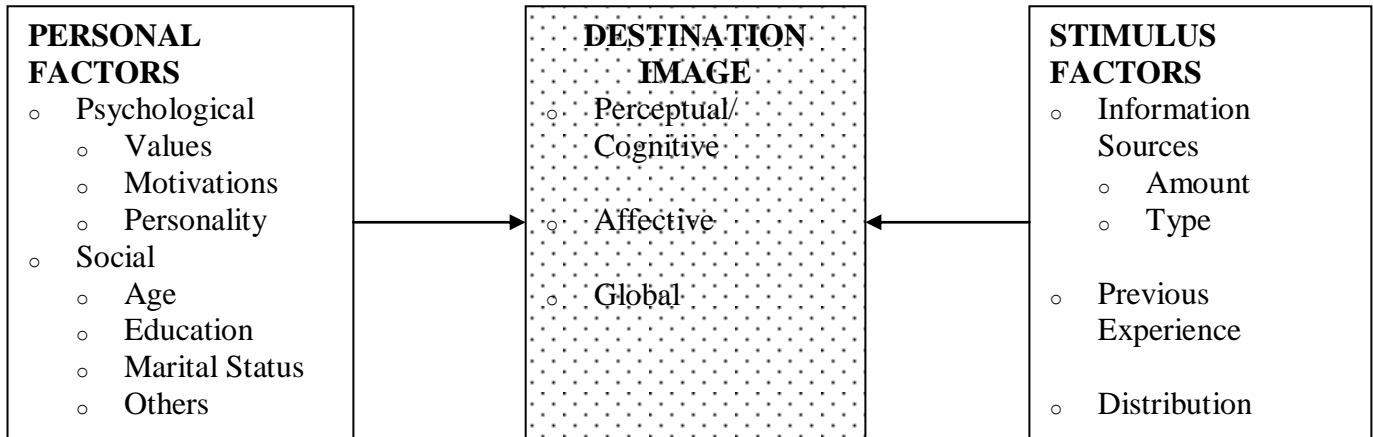 PERSONAL
FACTORS
○ Psychological
○ Values
○ Motivations
○ Personality
○ Social
○ Age
○ Education
○ Marital Status
○ Others
DESTINATION
IMAGE
○ Perceptual/
Cognitive
○ Affective
○ Global
STIMULUS
FACTORS
○ Information
Sources
○ Amount
○ Type
○ Previous
Experience
○ Distribution